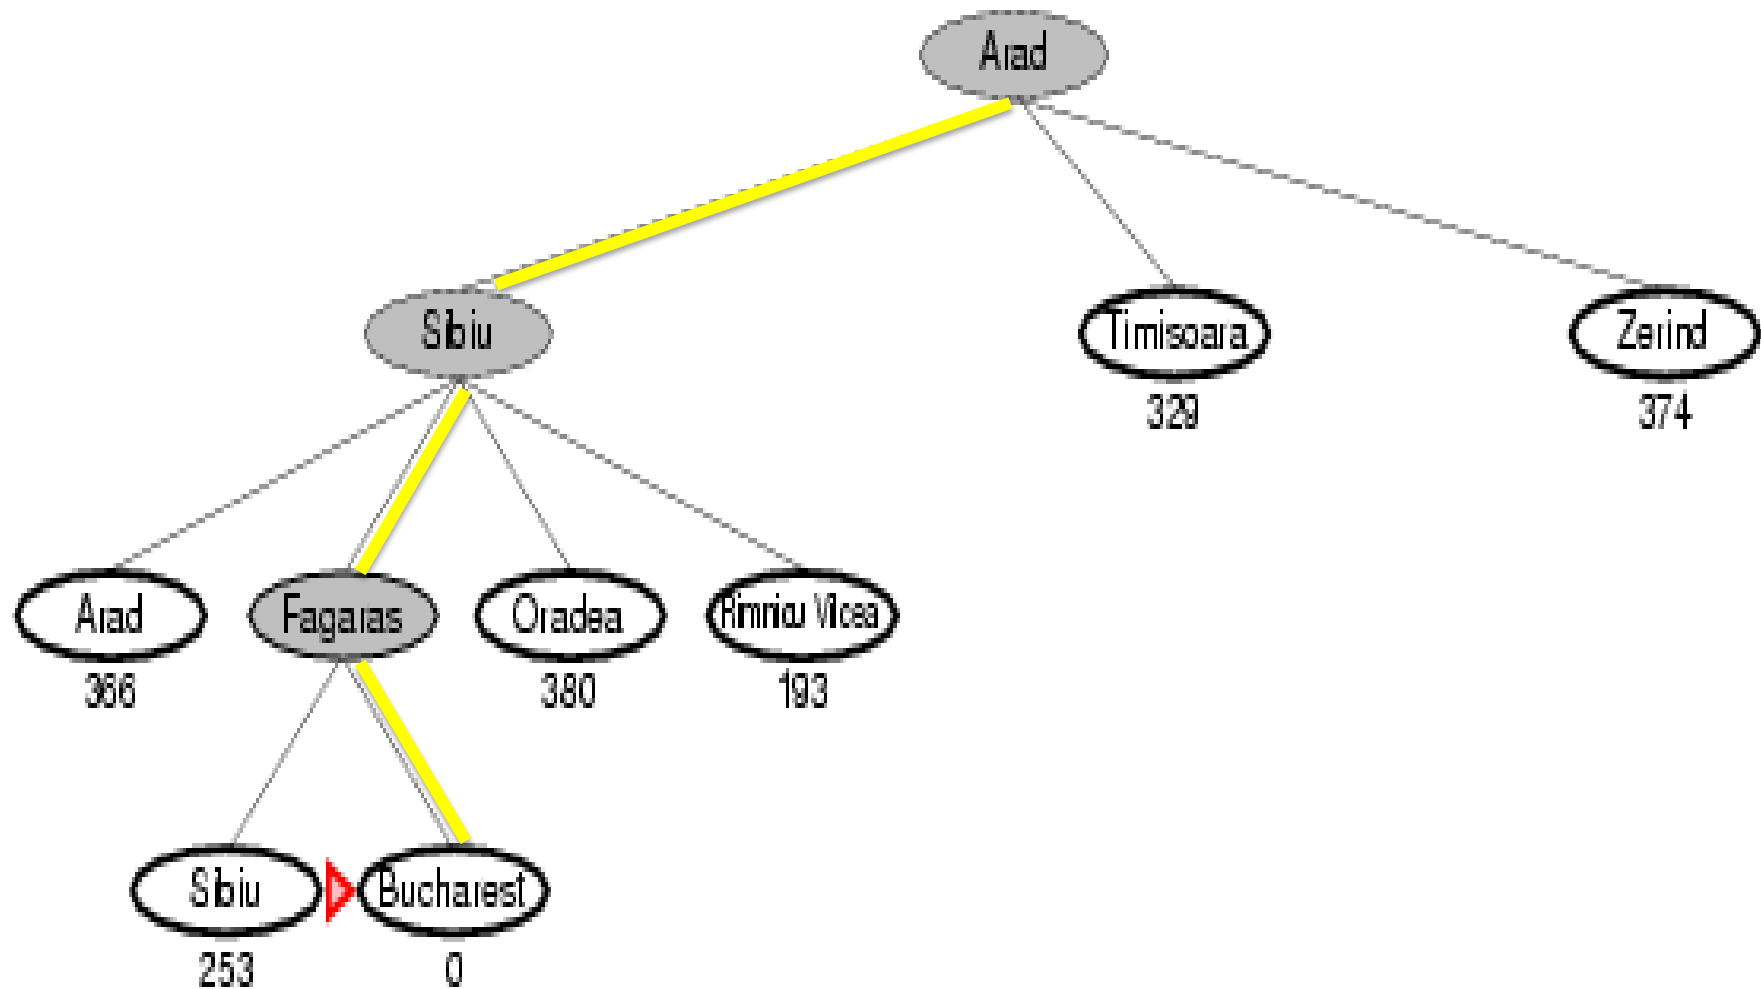 Arad
Sibiu
Timisoara
Zerind
329
374
Arad
Fagaras
Oradea
Rimnicu Vilcea
366
380
193
Sibiu
Bucharest
253
0